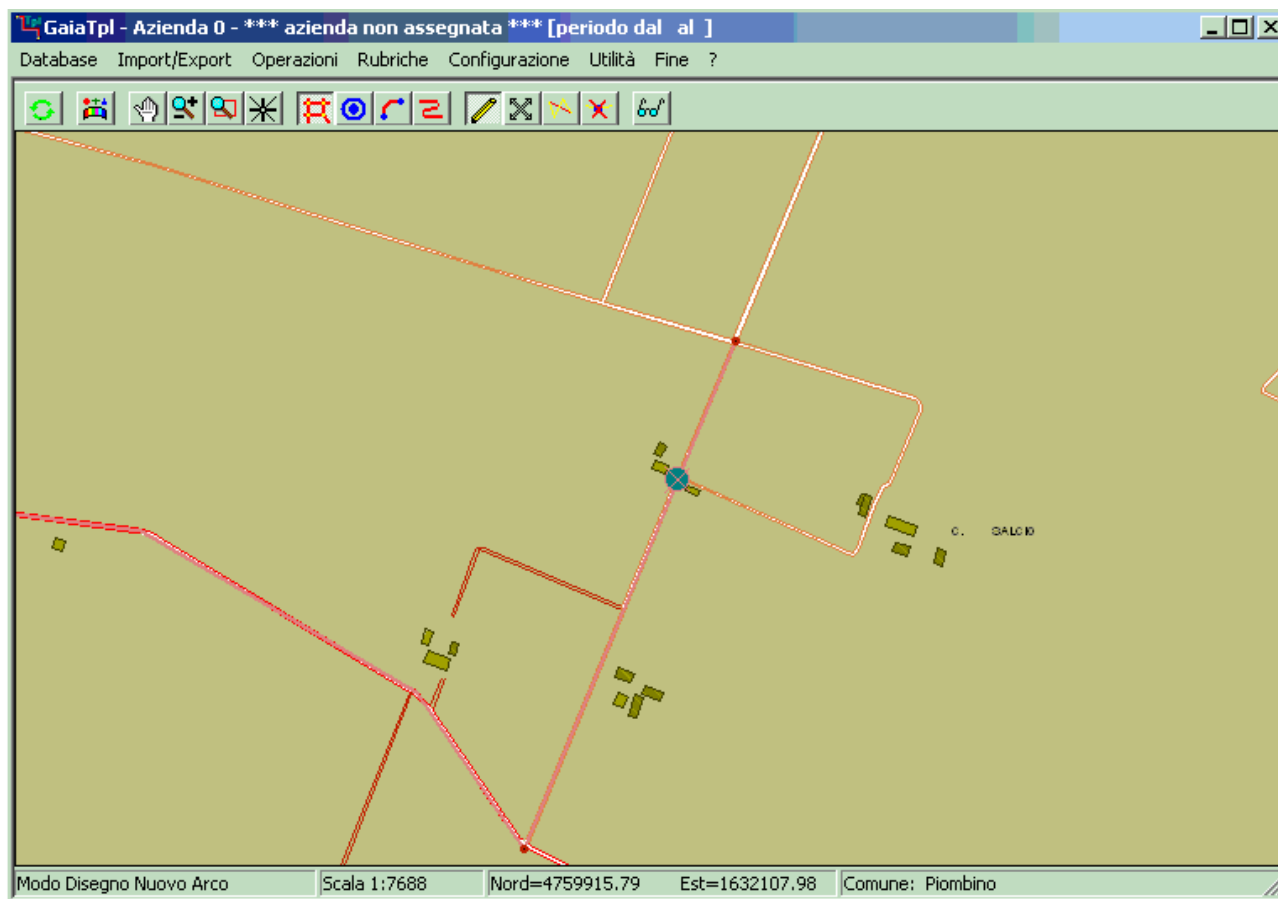 GaiaTpl - Azienda 0 - *** azienda non assegnata *** [periodo dal al ]
Database Import/Export Operazioni Rubriche Configurazione Utilità Fine ?
C. SALCIO
Modo Disegno Nuovo Arco Scala 1:7688 Nord=4759915.79 Est=1632107.98 Comune: Piombino